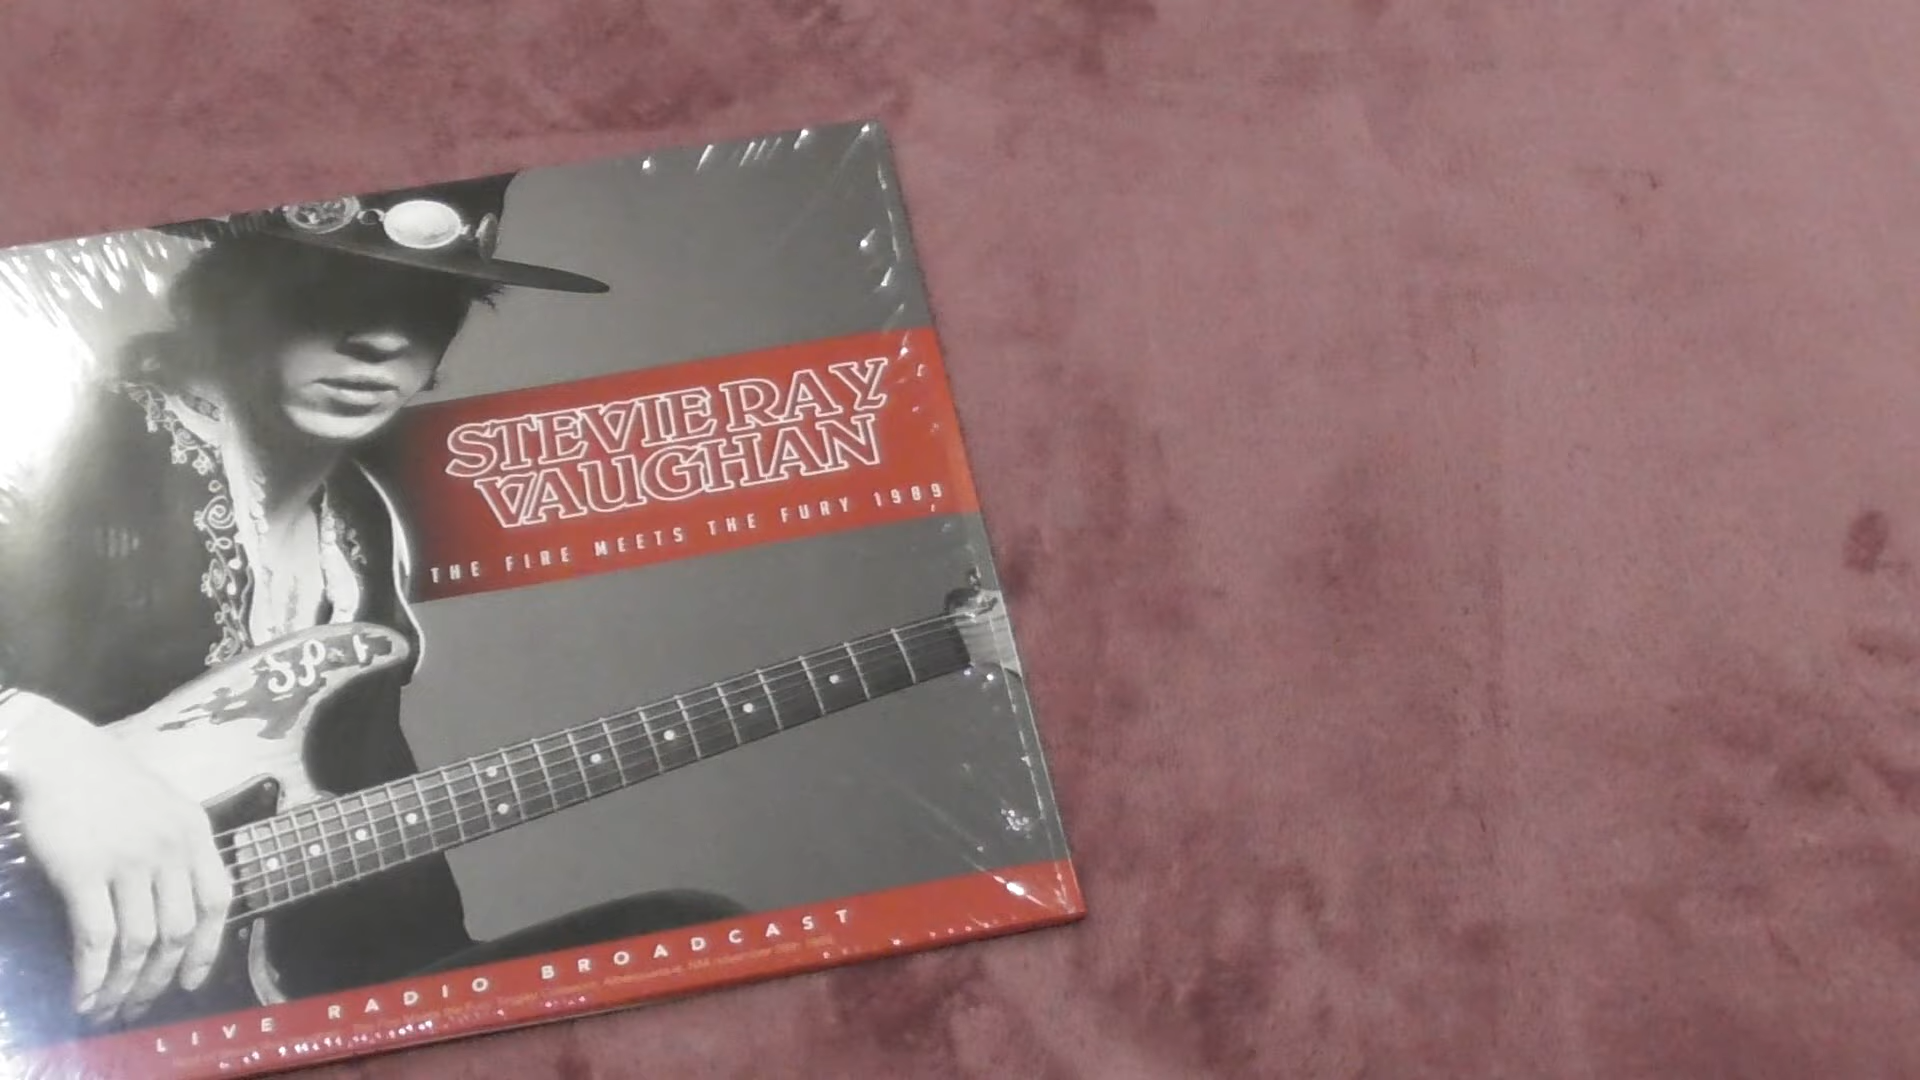 STEVIE RAY
VAUGHAN
THE FIRE MEETS THE FURY 1989
LIVE RADIO BROADCAST